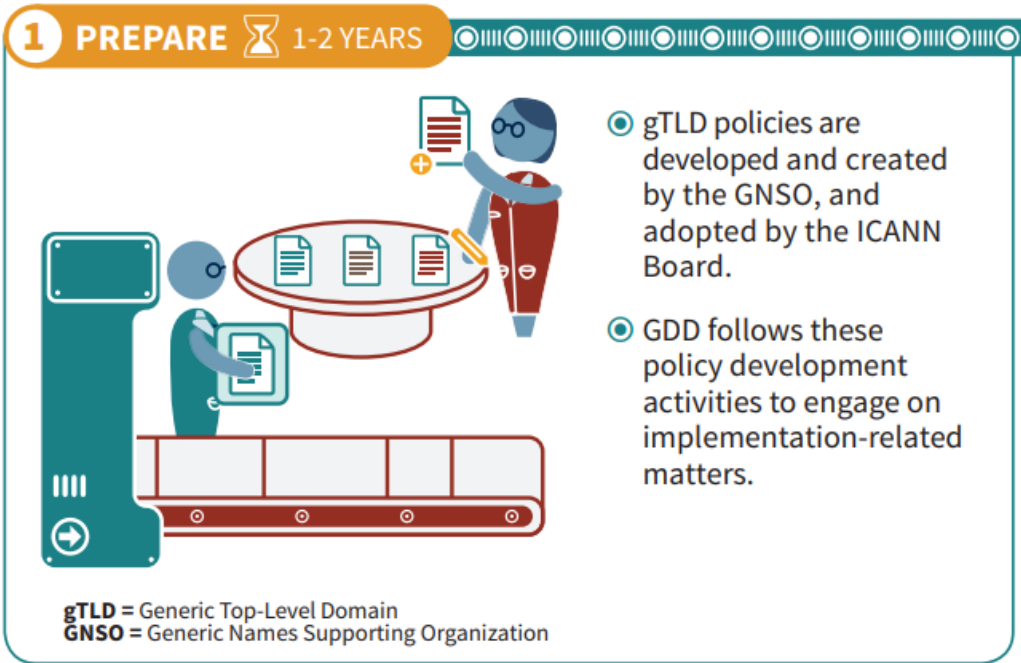 1 PREPARE 1-2 YEARS
gTLD policies are
developed and created
by the GNSO, and
adopted by the ICANN
Board.
GDD follows these
policy development
activities to engage on
implementation-related
matters.
gTLD = Generic Top-Level Domain
GNSO = Generic Names Supporting Organization